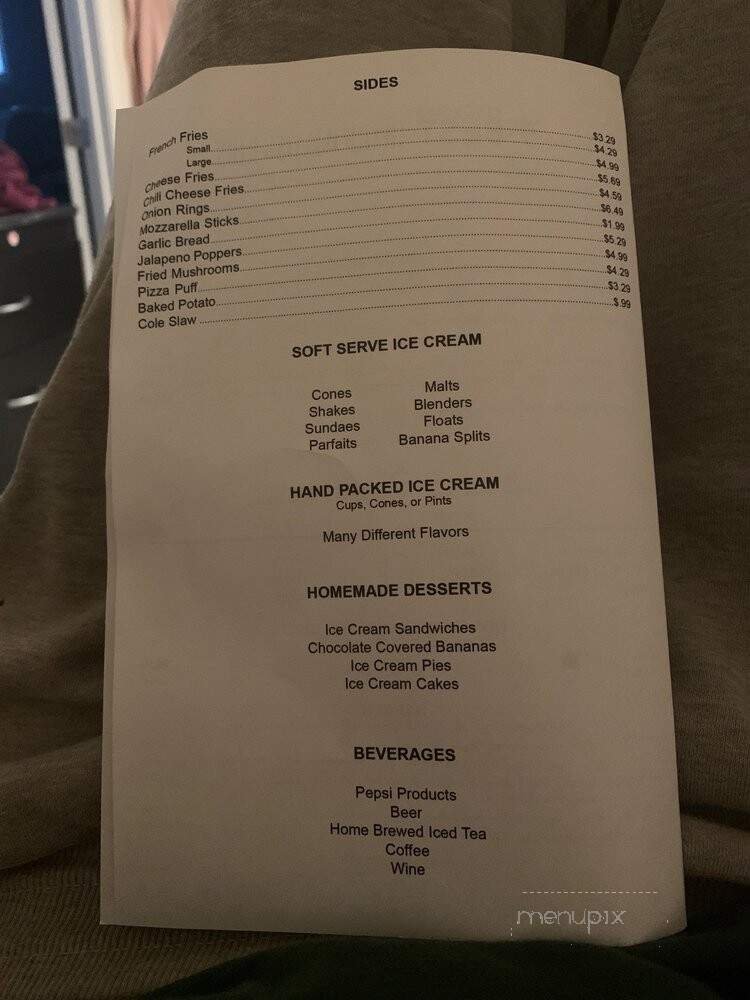 SIDES
French Fries
Small $3.29
Large $4.29
Cheese Fries $4.99
Chili Cheese Fries $5.69
Onion Rings $4.59
Mozzarella Sticks $6.49
Garlic Bread $1.99
Jalapeno Poppers $5.29
Fried Mushrooms $4.99
Pizza Puff $4.29
Baked Potato $3.29
Cole Slaw $.99
SOFT SERVE ICE CREAM
Cones Malts
Shakes Blenders
Sundaes Floats
Parfaits Banana Splits
HAND PACKED ICE CREAM
Cups, Cones, or Pints
Many Different Flavors
HOMEMADE DESSERTS
Ice Cream Sandwiches
Chocolate Covered Bananas
Ice Cream Pies
Ice Cream Cakes
BEVERAGES
Pepsi Products
Beer
Home Brewed Iced Tea
Coffee
Wine
menupix